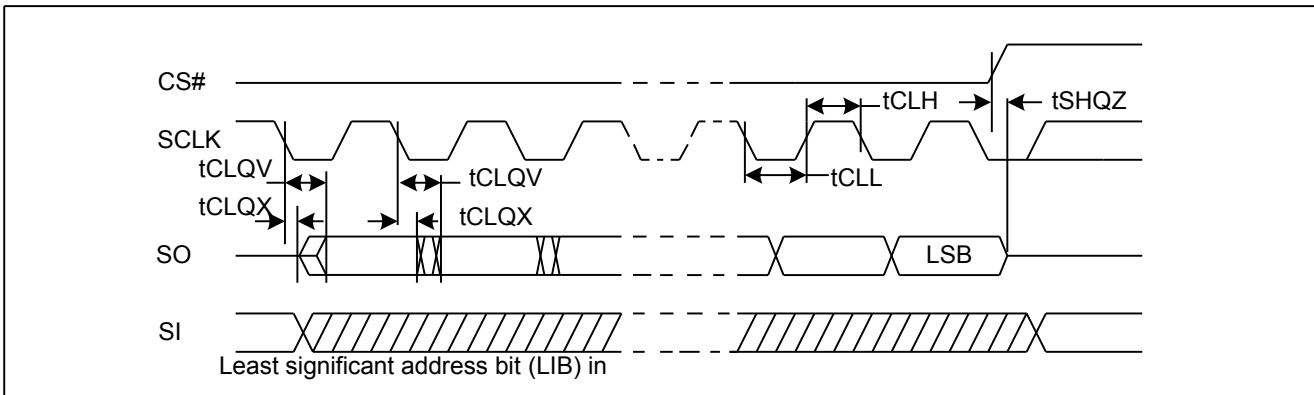 CS#
tCLH
tSHQZ
SCLK
tCLQV
tCLQV
tCLL
tCLQX
tCLQX
SO
LSB
SI
Least significant address bit (LIB) in